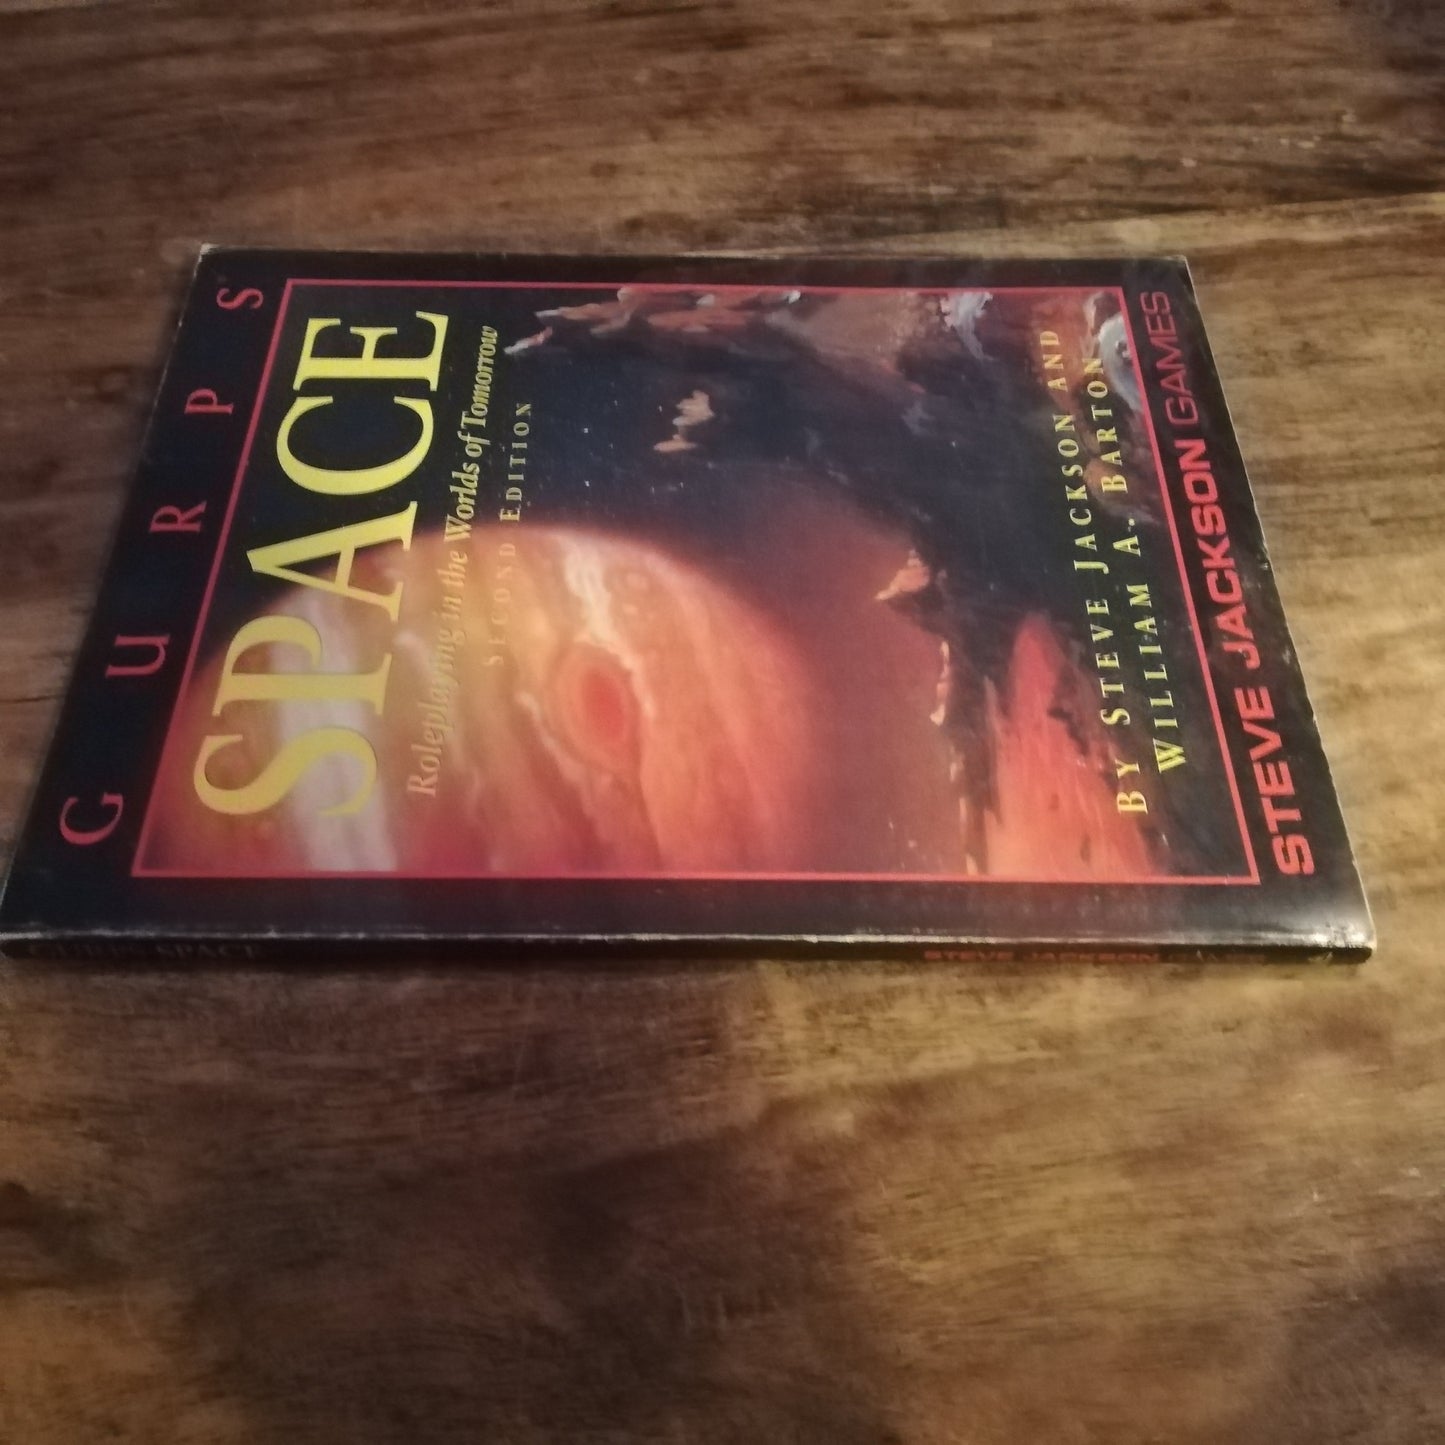 GURPS
SPACE
Roleplaying in the Worlds of Tomorrow
SECOND EDITION
BY STEVE JACKSON AND
WILLIAM A. BARTON
STEVE JACKSON GAMES
GURPS SPACE
STEVE JACKSON GAMES